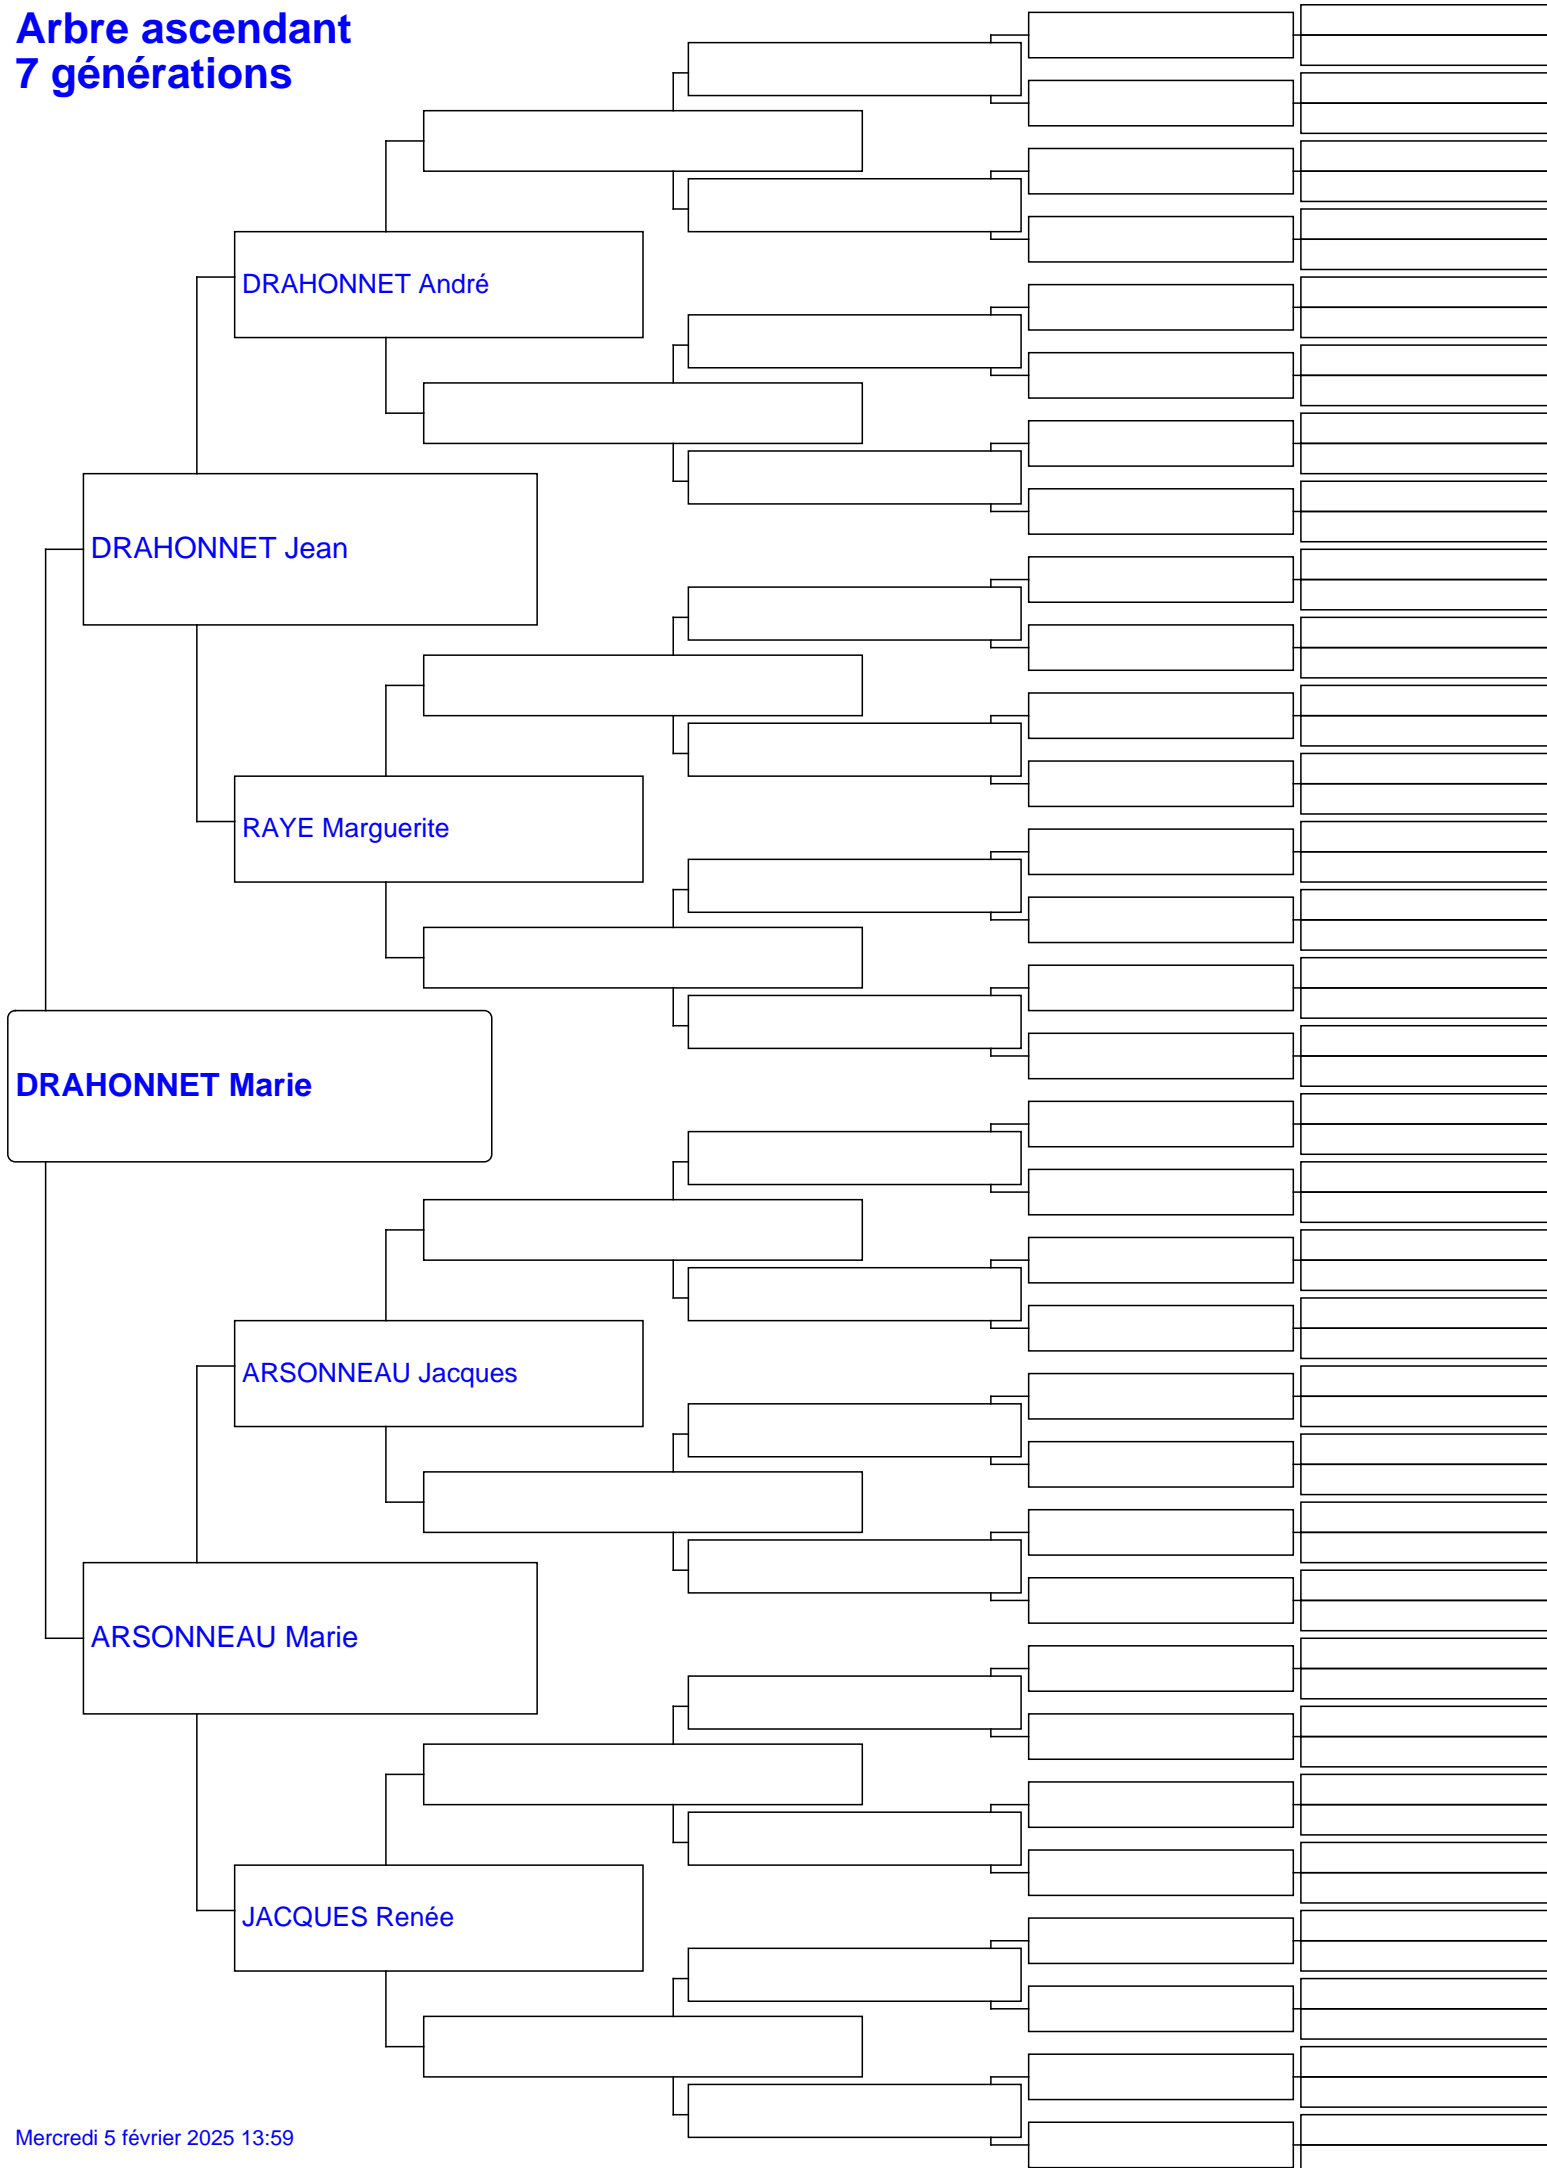 Arbre ascendant
7 générations
DRAHONNET André
DRAHONNET Jean
RAYE Marguerite
DRAHONNET Marie
ARSONNEAU Jacques
ARSONNEAU Marie
JACQUES Renée
Mercredi 5 février 2025 13:59